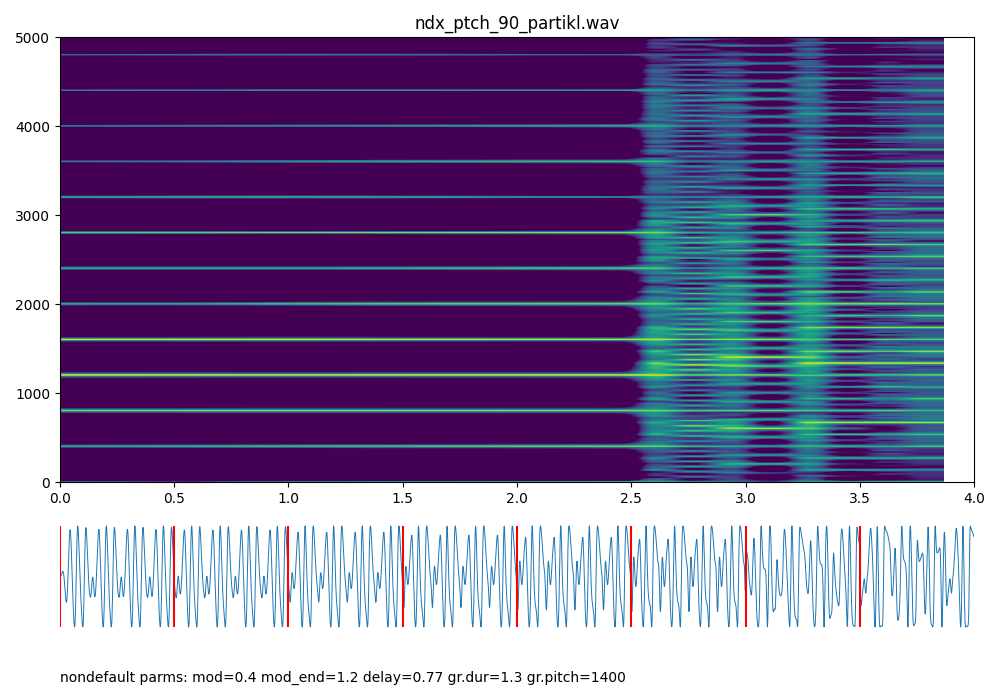 ndx_ptch_90_partikl.wav
5000
4000
3000
2000
1000
0
0.0 0.5 1.0 1.5 2.0 2.5 3.0 3.5 4.0
nondefault parms: mod=0.4 mod_end=1.2 delay=0.77 gr.dur=1.3 gr.pitch=1400